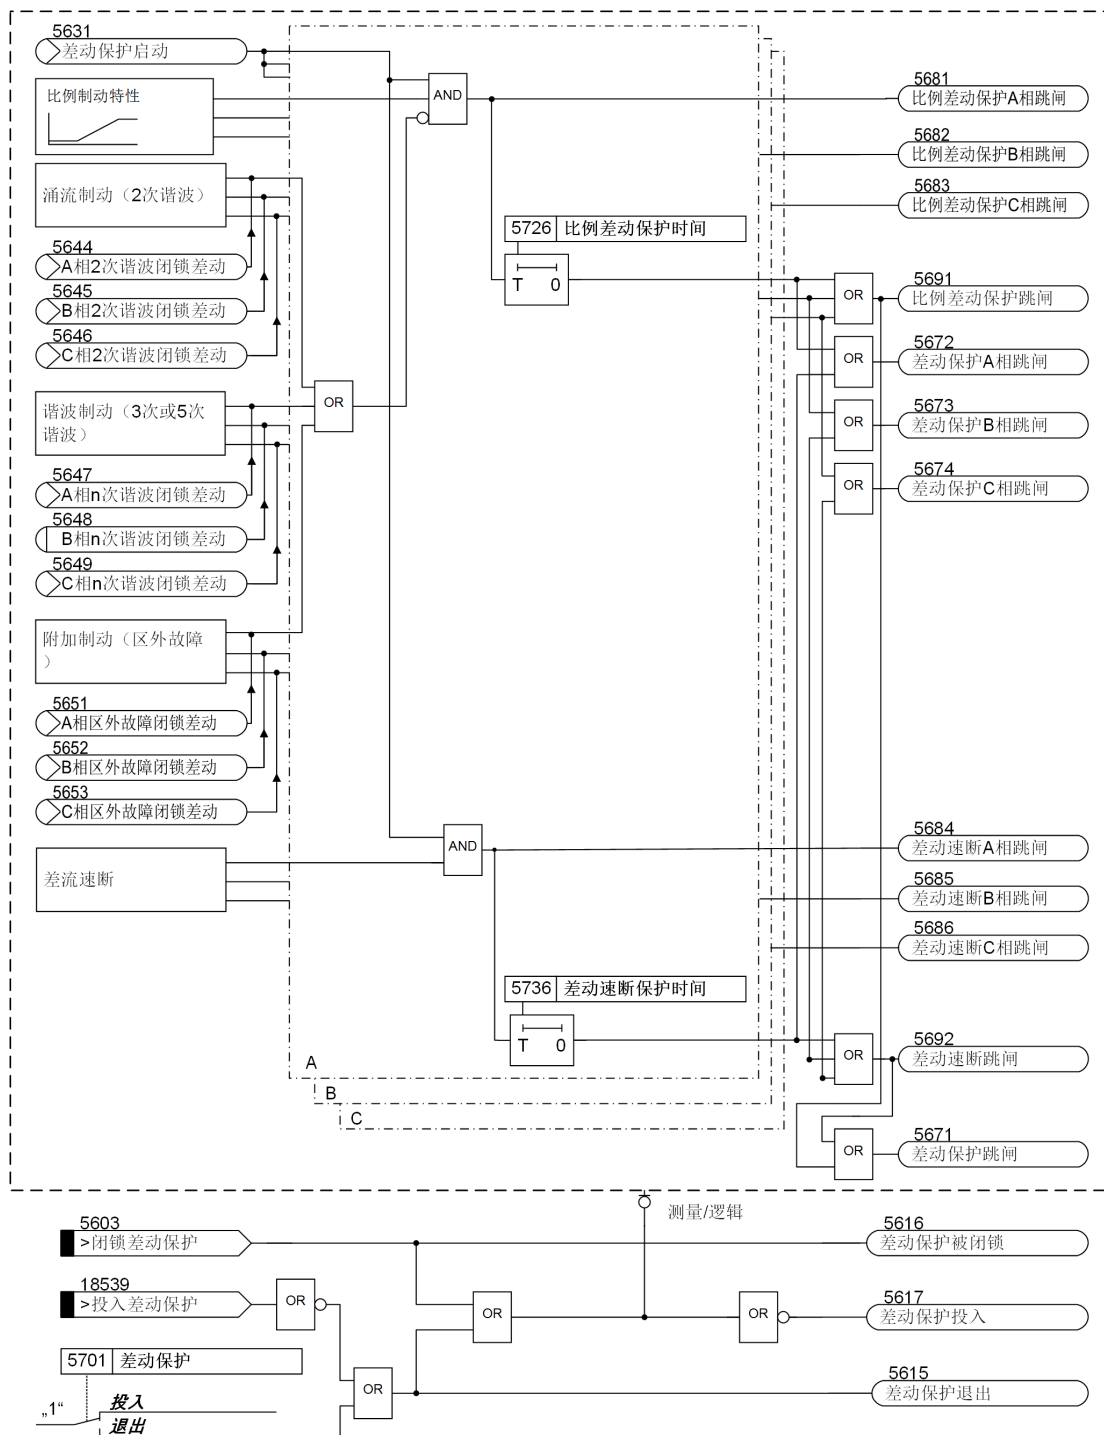 5631
差动保护启动
比例制动特性
AND
5681
比例差动保护A相跳闸
5682
比例差动保护B相跳闸
5683
比例差动保护C相跳闸
涌流制动（2次谐波）
5644
A相2次谐波闭锁差动
5645
B相2次谐波闭锁差动
5646
C相2次谐波闭锁差动
5726 比例差动保护时间
T 0
OR
5691
比例差动保护跳闸
OR
5672
差动保护A相跳闸
OR
5673
差动保护B相跳闸
OR
5674
差动保护C相跳闸
谐波制动（3次或5次
谐波）
OR
5647
A相n次谐波闭锁差动
5648
B相n次谐波闭锁差动
5649
C相n次谐波闭锁差动
附加制动（区外故障
）
5651
A相区外故障闭锁差动
5652
B相区外故障闭锁差动
5653
C相区外故障闭锁差动
差流速断
AND
5684
差动速断A相跳闸
5685
差动速断B相跳闸
5686
差动速断C相跳闸
5736 差动速断保护时间
T 0
OR
5692
差动速断跳闸
A
B
C
OR
5671
差动保护跳闸
测量/逻辑
5603
>闭锁差动保护
5616
差动保护被闭锁
18539
>投入差动保护
OR
OR
OR
5617
差动保护投入
5701 差动保护
„1“
投入
退出
OR
5615
差动保护退出